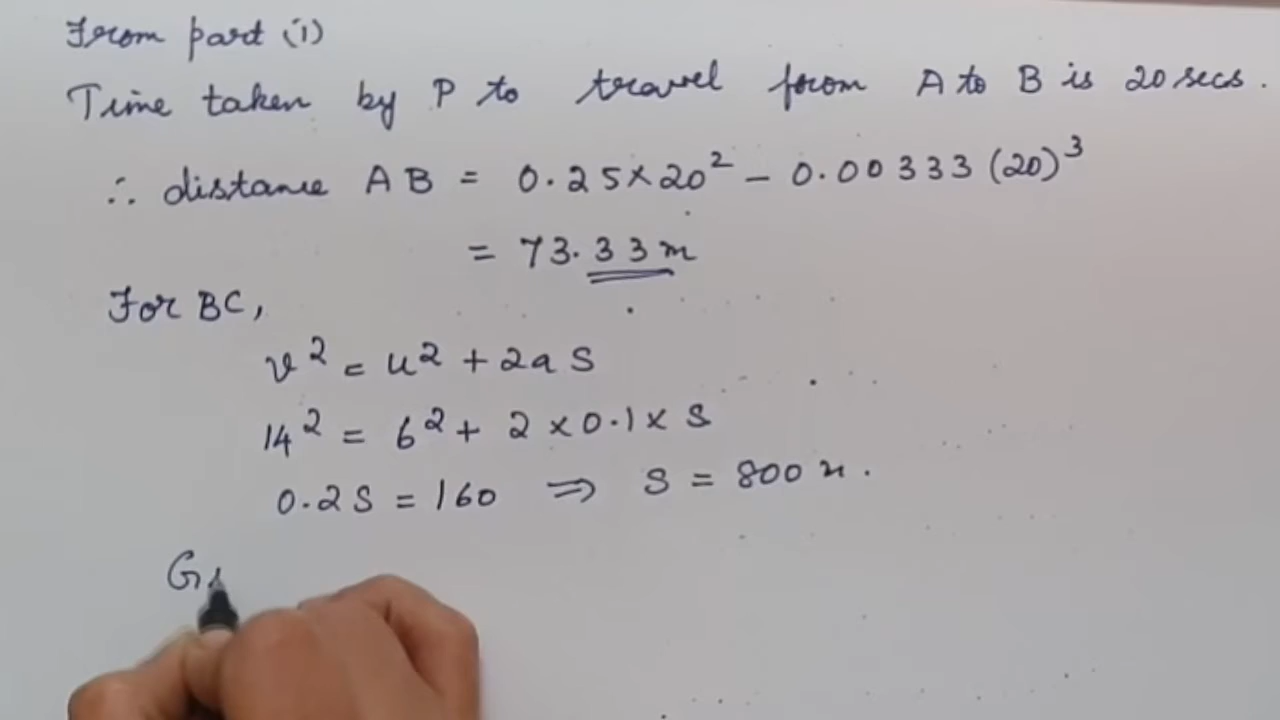 From part (i)
Time taken by P to travel from A to B is 20 secs.
∴ distance AB = 0.25×20² − 0.00333 (20)³
= 73.33 m
For BC,
v² = u² + 2as
14² = 6² + 2 × 0.1 × s
0.2s = 160 ⇒ s = 800 m.